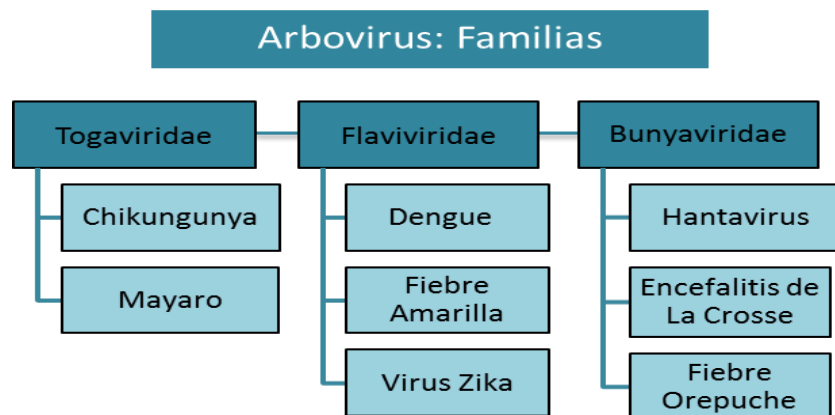 Arbovirus: Familias
Togaviridae
Flaviviridae
Bunyaviridae
Chikungunya
Mayaro
Dengue
Fiebre
Amarilla
Virus Zika
Hantavirus
Encefalitis de
La Crosse
Fiebre
Orepuche